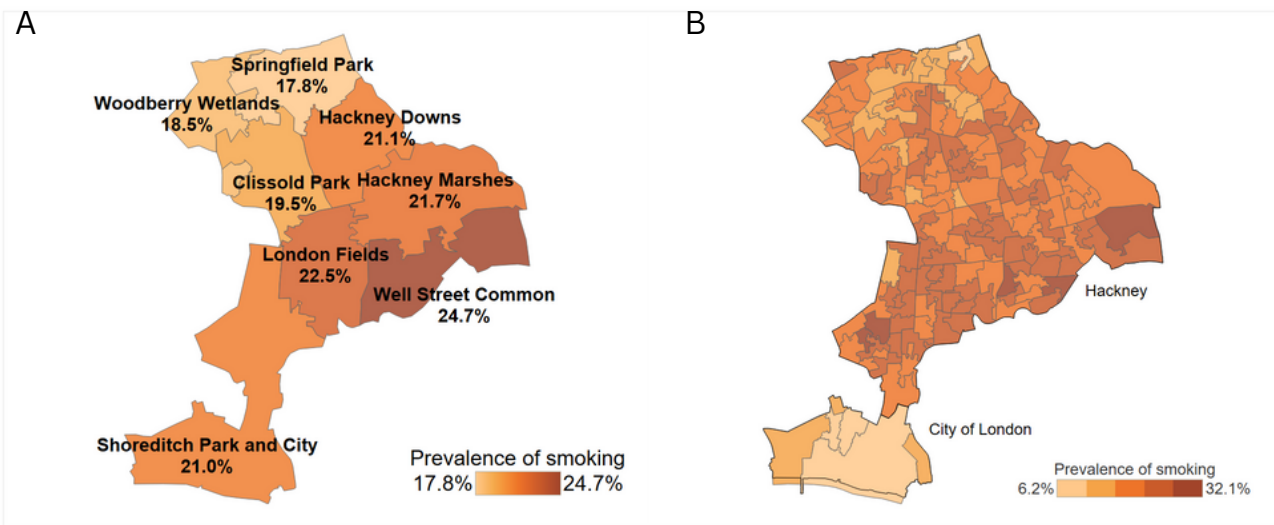 A
Springfield Park
17.8%
Woodberry Wetlands
18.5%
Hackney Downs
21.1%
Clissold Park
19.5%
Hackney Marshes
21.7%
London Fields
22.5%
Well Street Common
24.7%
Shoreditch Park and City
21.0%
Prevalence of smoking
17.8% 24.7%
B
Hackney
City of London
Prevalence of smoking
6.2% 32.1%